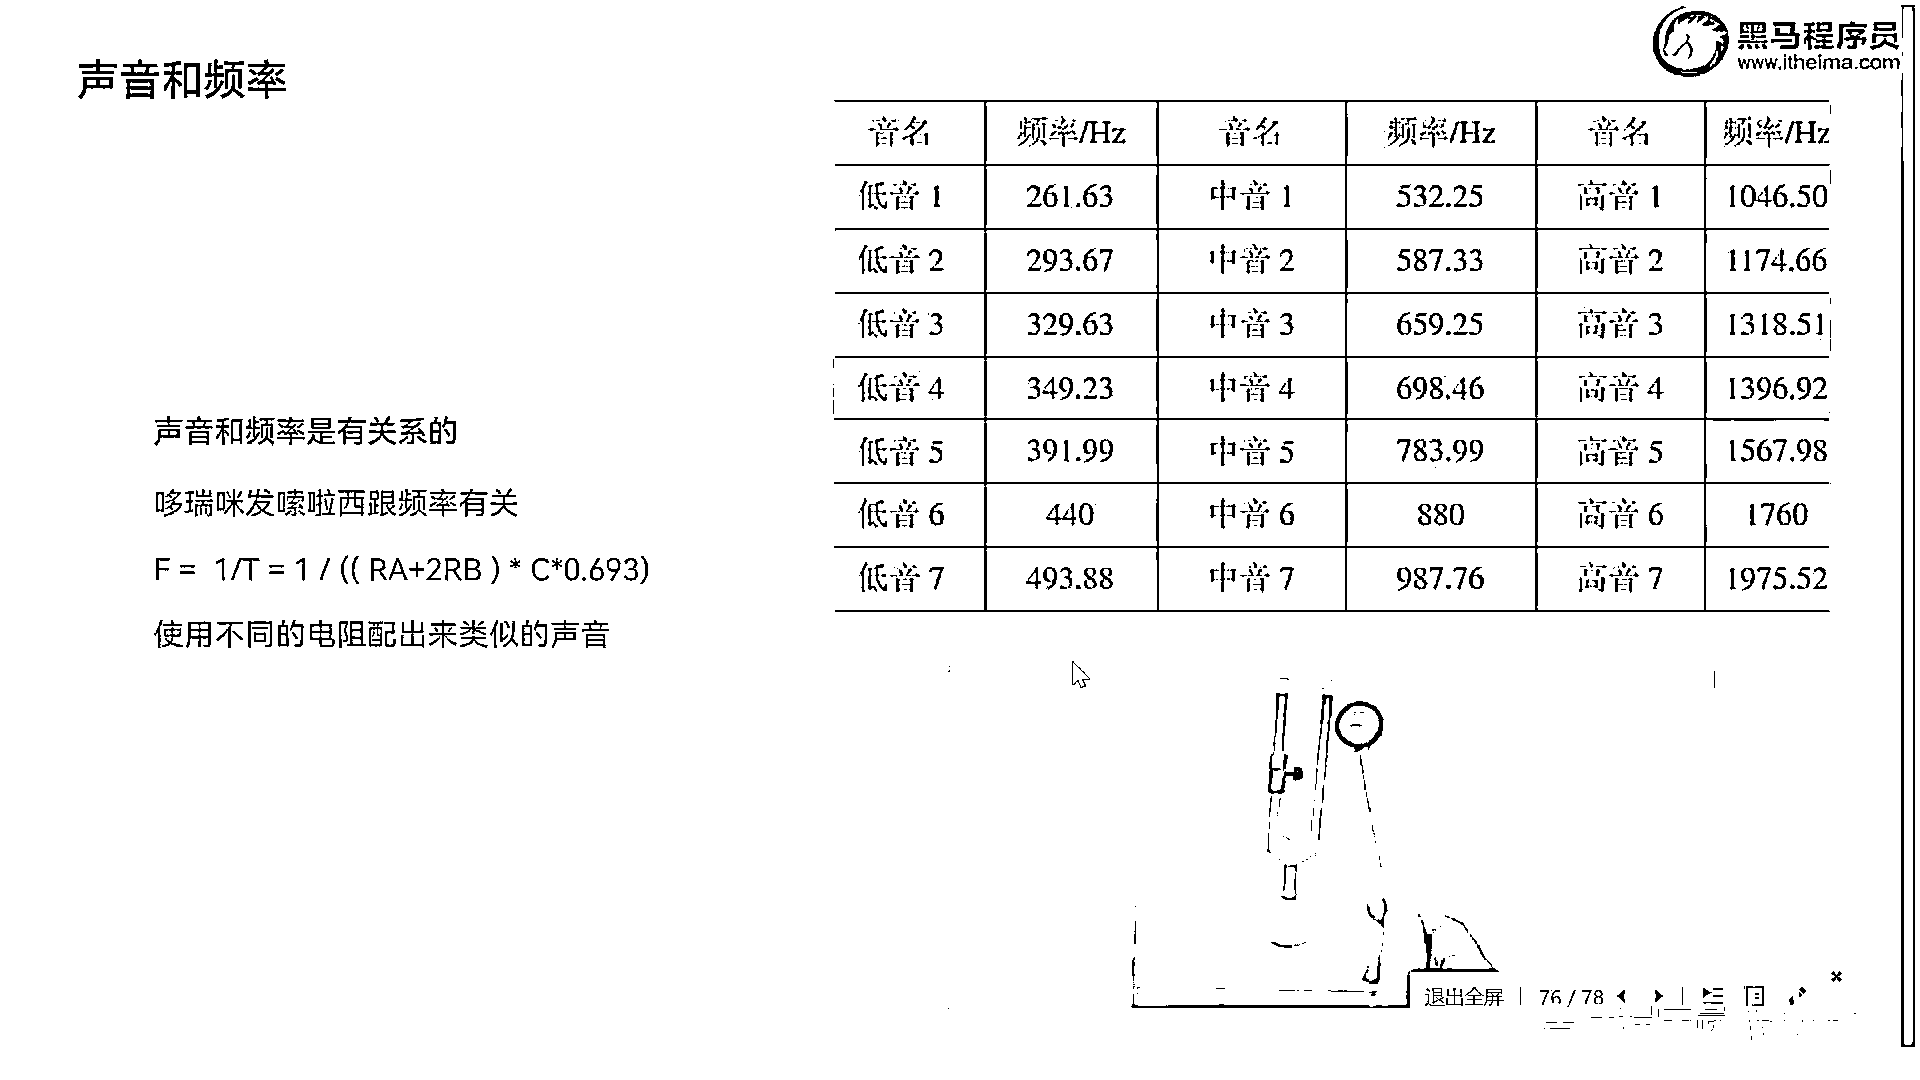 声音和频率
黑马程序员
www.itheima.com
音名 频率/Hz 音名 频率/Hz 音名 频率/Hz
低音 1 261.63 中音 1 532.25 高音 1 1046.50
低音 2 293.67 中音 2 587.33 高音 2 1174.66
低音 3 329.63 中音 3 659.25 高音 3 1318.51
低音 4 349.23 中音 4 698.46 高音 4 1396.92
低音 5 391.99 中音 5 783.99 高音 5 1567.98
低音 6 440 中音 6 880 高音 6 1760
低音 7 493.88 中音 7 987.76 高音 7 1975.52
声音和频率是有关系的
哆瑞咪发嗦啦西跟频率有关
F = 1/T = 1 / (( RA+2RB ) * C*0.693)
使用不同的电阻配出来类似的声音
退出全屏 76 / 78